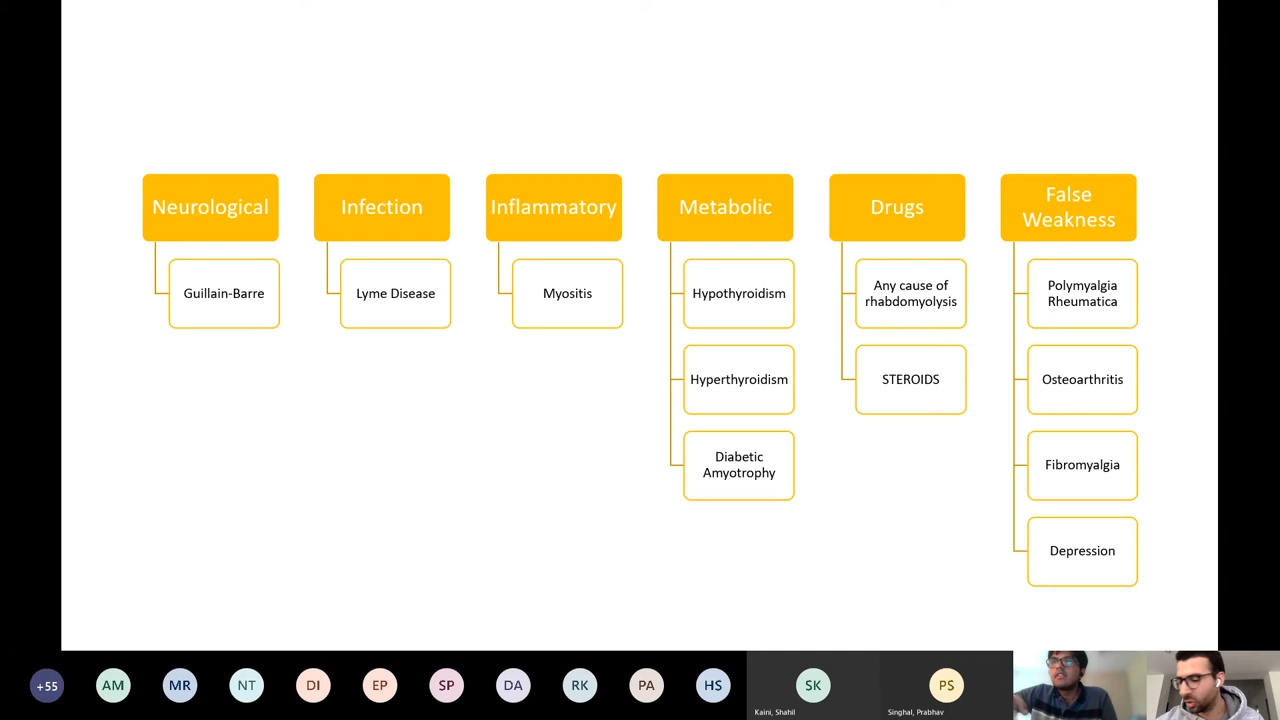 Neurological
Guillain-Barre
Infection
Lyme Disease
Inflammatory
Myositis
Metabolic
Hypothyroidism
Hyperthyroidism
Diabetic
Amyotrophy
Drugs
Any cause of
rhabdomyolysis
STEROIDS
False
Weakness
Polymyalgia
Rheumatica
Osteoarthritis
Fibromyalgia
Depression
+55
AM
MR
NT
DI
EP
SP
DA
RK
PA
HS
SK
Kaini, Shahil
PS
Singhal, Prabhav